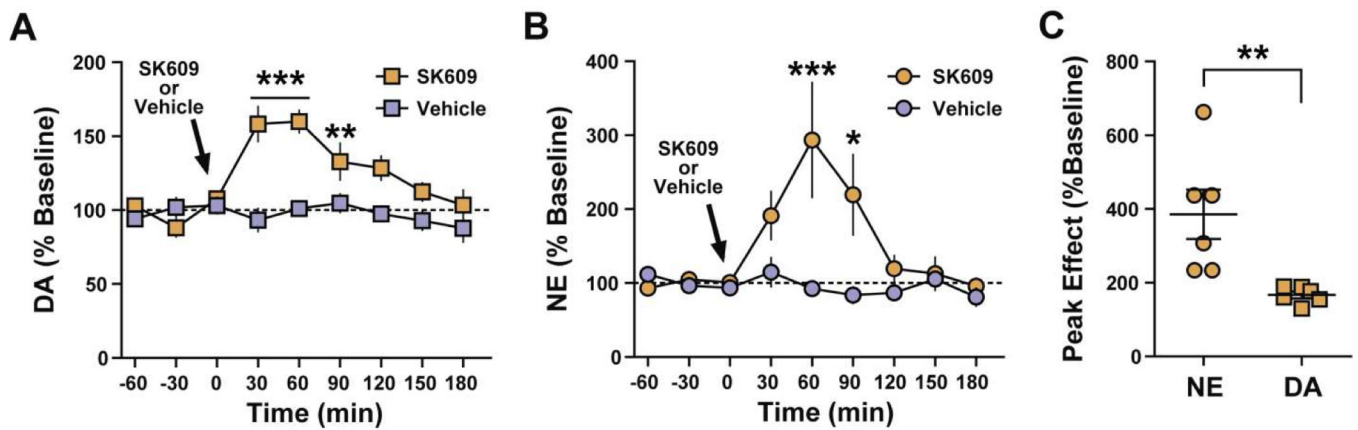 A
DA (% Baseline)
200
150
100
50
0
SK609
or
Vehicle
***
**
SK609
Vehicle
-60 -30 0 30 60 90 120 150 180
Time (min)
B
NE (% Baseline)
400
300
200
100
0
SK609
or
Vehicle
***
*
SK609
Vehicle
-60 -30 0 30 60 90 120 150 180
Time (min)
C
Peak Effect (%Baseline)
800
600
400
200
0
**
NE DA